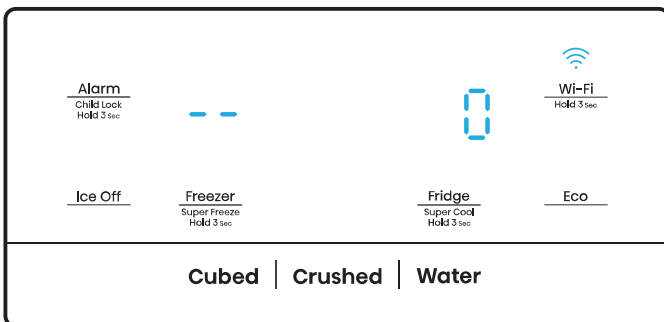 Alarm
Child Lock
Hold 3 Sec
-- 0
Wi-Fi
Hold 3 Sec
Ice Off
Freezer
Super Freeze
Hold 3 Sec
Fridge
Super Cool
Hold 3 Sec
Eco
Cubed | Crushed | Water